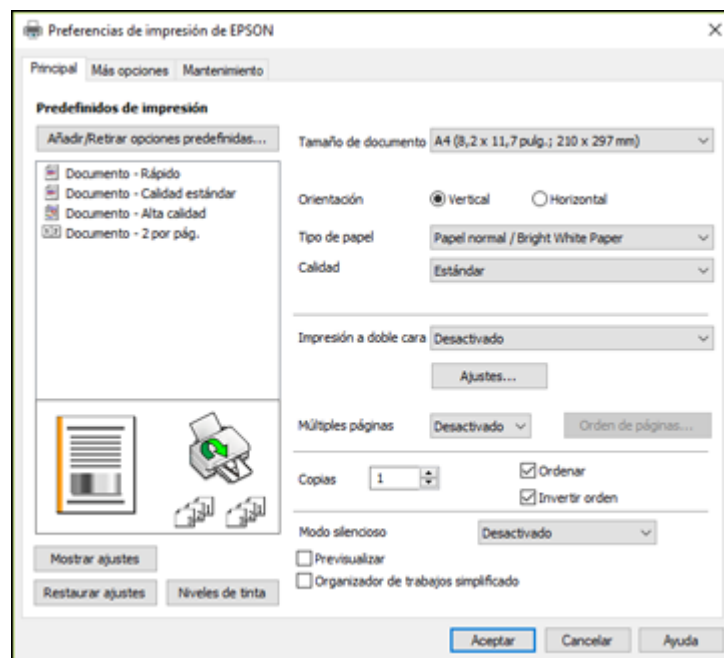 Preferencias de impresión de EPSON
Principal
Más opciones
Mantenimiento
Predefinidos de impresión
Añadir/Retirar opciones predefinidas...
Documento - Rápido
Documento - Calidad estándar
Documento - Alta calidad
Documento - 2 por pág.
Mostrar ajustes
Restaurar ajustes
Niveles de tinta
Tamaño de documento
A4 (8,2 x 11,7 pulg.; 210 x 297 mm)
Orientación
Vertical
Horizontal
Tipo de papel
Papel normal / Bright White Paper
Calidad
Estándar
Impresión a doble cara
Desactivado
Ajustes...
Múltiples páginas
Desactivado
Orden de páginas...
Copias
1
Ordenar
Invertir orden
Modo silencioso
Desactivado
Previsualizar
Organizador de trabajos simplificado
Aceptar
Cancelar
Ayuda